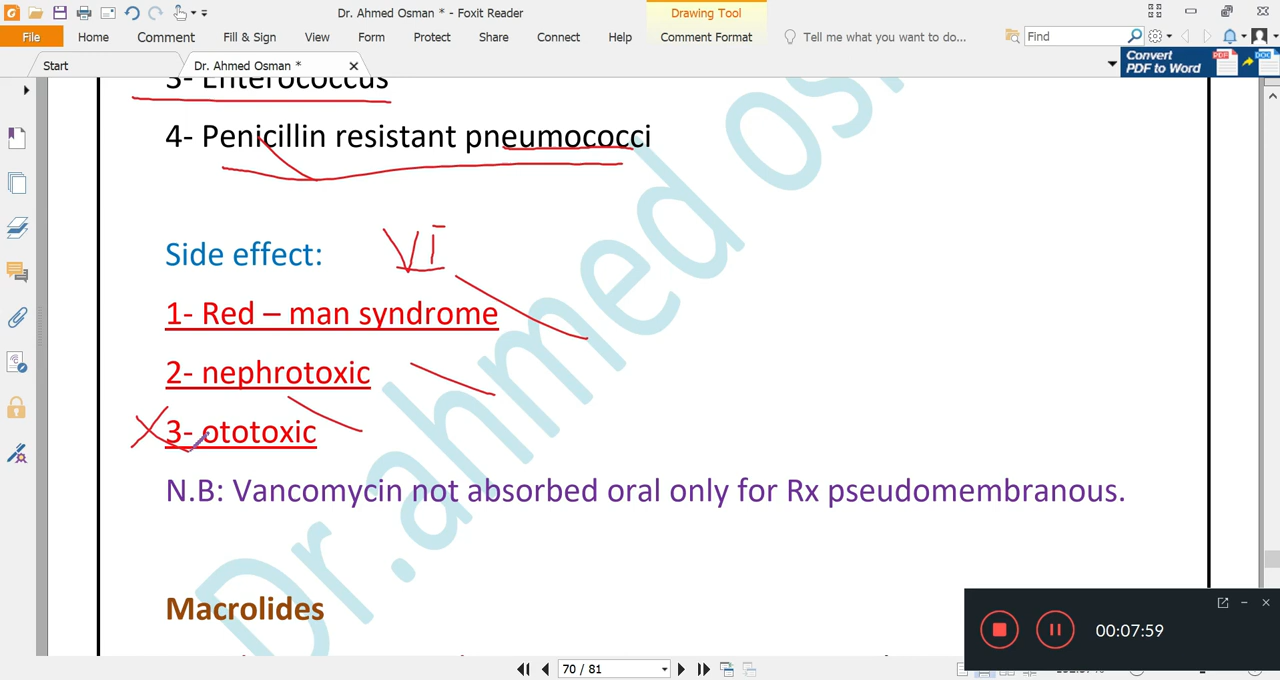 Dr. Ahmed Osman * - Foxit Reader
Drawing Tool
File Home Comment Fill & Sign View Form Protect Share Connect Help Comment Format Tell me what you want to do... Find
Start Dr. Ahmed Osman *
Convert PDF to Word
3- Enterococcus
4- Penicillin resistant pneumococci
Side effect:
VI
1- Red – man syndrome
2- nephrotoxic
3- ototoxic
N.B: Vancomycin not absorbed oral only for Rx pseudomembranous.
Macrolides
Dr.ahmed os
00:07:59
70 / 81